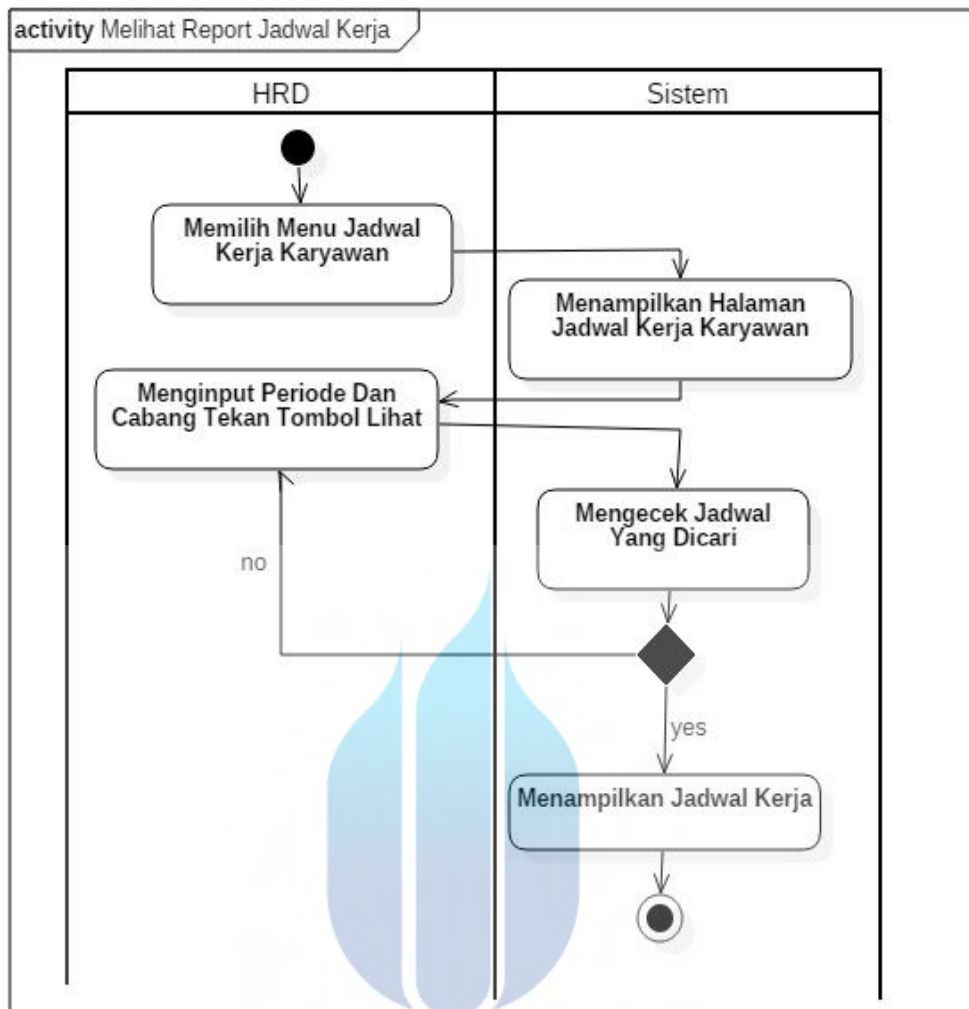 activity Melihat Report Jadwal Kerja
HRD
Sistem
Memilih Menu Jadwal
Kerja Karyawan
Menampilkan Halaman
Jadwal Kerja Karyawan
Menginput Periode Dan
Cabang Tekan Tombol Lihat
Mengecek Jadwal
Yang Dicari
no
yes
Menampilkan Jadwal Kerja